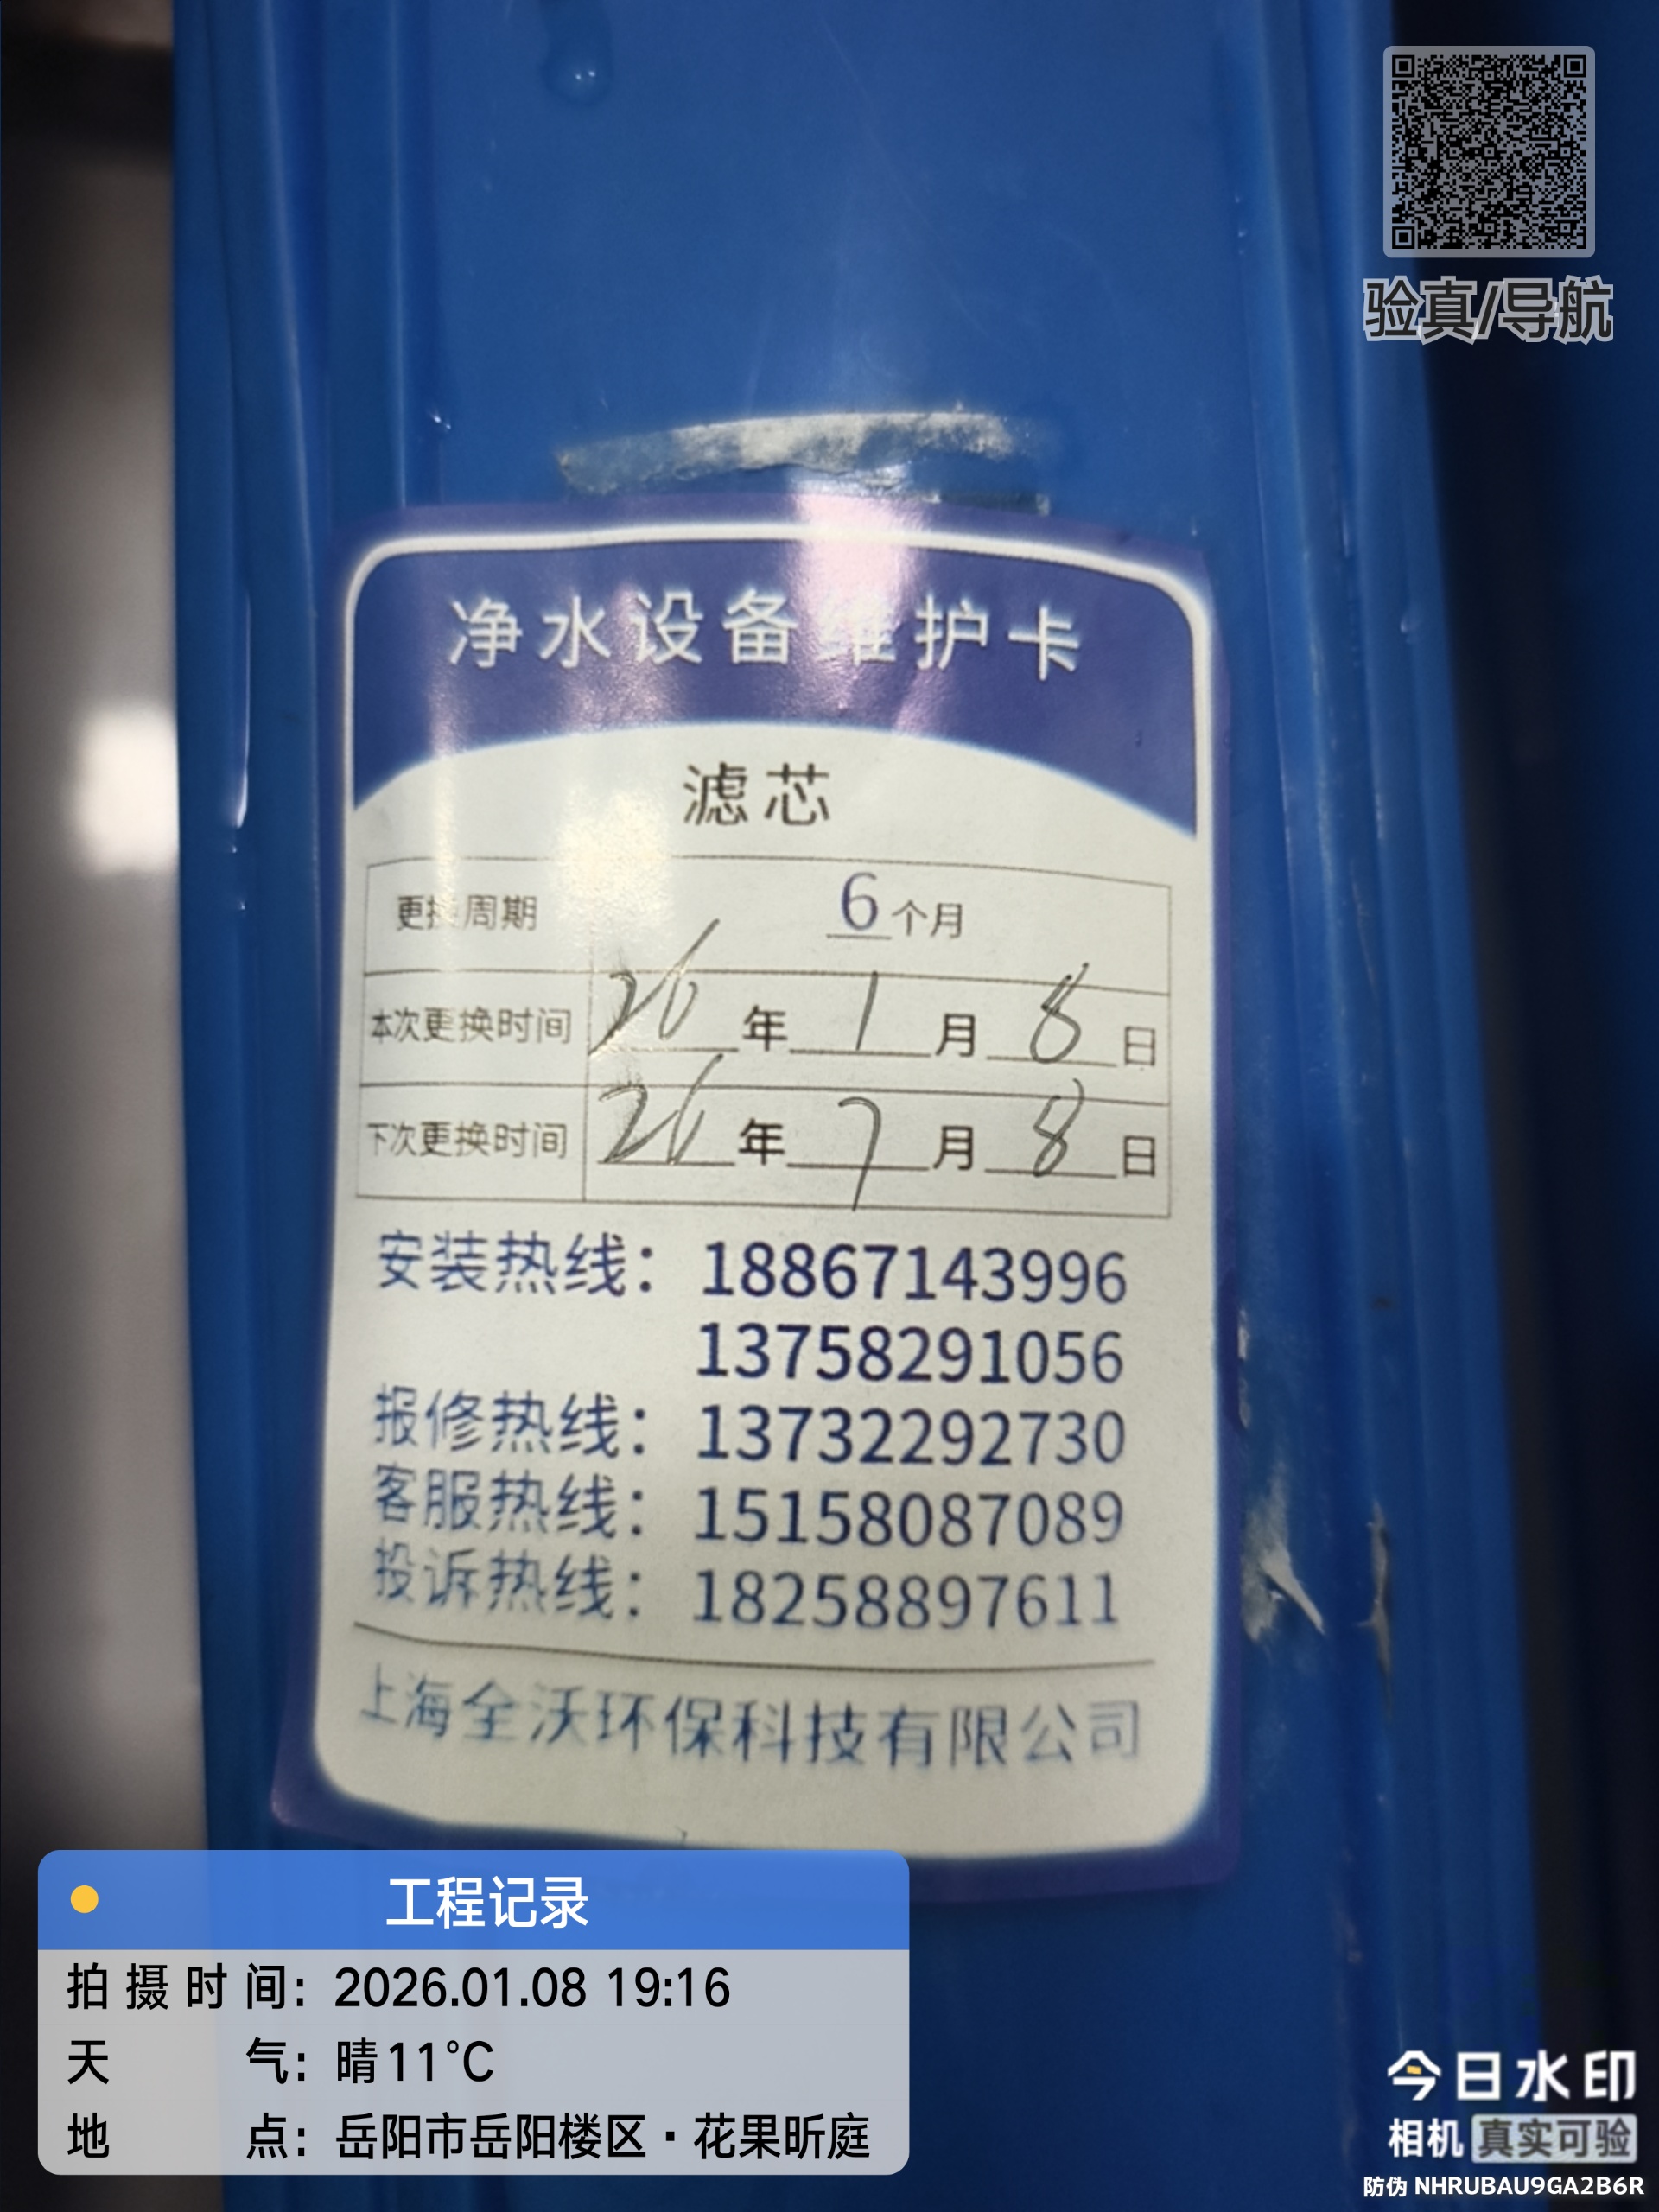 验真/导航
净水设备维护卡
滤芯
更换周期 6个月
本次更换时间 26年1月8日
下次更换时间 26年7月8日
安装热线：18867143996
13758291056
报修热线：13732292730
客服热线：15158087089
投诉热线：18258897611
上海全沃环保科技有限公司
工程记录
拍摄时间：2026.01.08 19:16
天气：晴11℃
地点：岳阳市岳阳楼区·花果昕庭
今日水印
相机 真实可验
防伪 NHRUBAU9GA2B6R